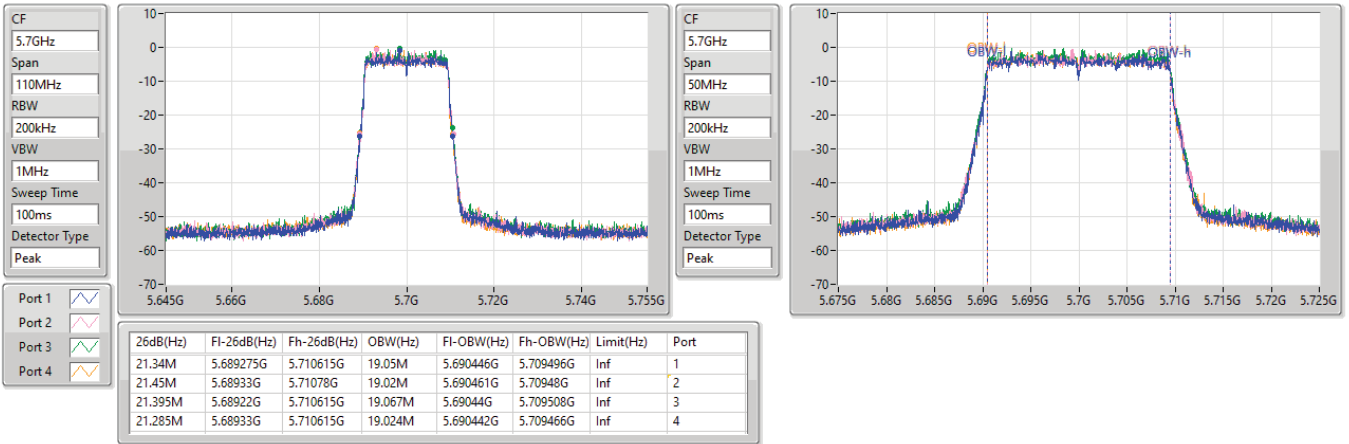 CF
5.7GHz
Span
110MHz
RBW
200kHz
VBW
1MHz
Sweep Time
100ms
Detector Type
Peak
10
0
-10
-20
-30
-40
-50
-60
-70
5.645G 5.66G 5.68G 5.7G 5.72G 5.74G 5.755G
CF
5.7GHz
Span
50MHz
RBW
200kHz
VBW
1MHz
Sweep Time
100ms
Detector Type
Peak
10
0
-10
-20
-30
-40
-50
-60
-70
OBW-l OBW-h
5.675G 5.68G 5.685G 5.69G 5.695G 5.7G 5.705G 5.71G 5.715G 5.72G 5.725G
Port 1
Port 2
Port 3
Port 4
26dB(Hz) Fl-26dB(Hz) Fh-26dB(Hz) OBW(Hz) Fl-OBW(Hz) Fh-OBW(Hz) Limit(Hz) Port
21.34M 5.689275G 5.710615G 19.05M 5.690446G 5.709496G Inf 1
21.45M 5.68933G 5.71078G 19.02M 5.690461G 5.70948G Inf 2
21.395M 5.68922G 5.710615G 19.067M 5.69044G 5.709508G Inf 3
21.285M 5.68933G 5.710615G 19.024M 5.690442G 5.709466G Inf 4